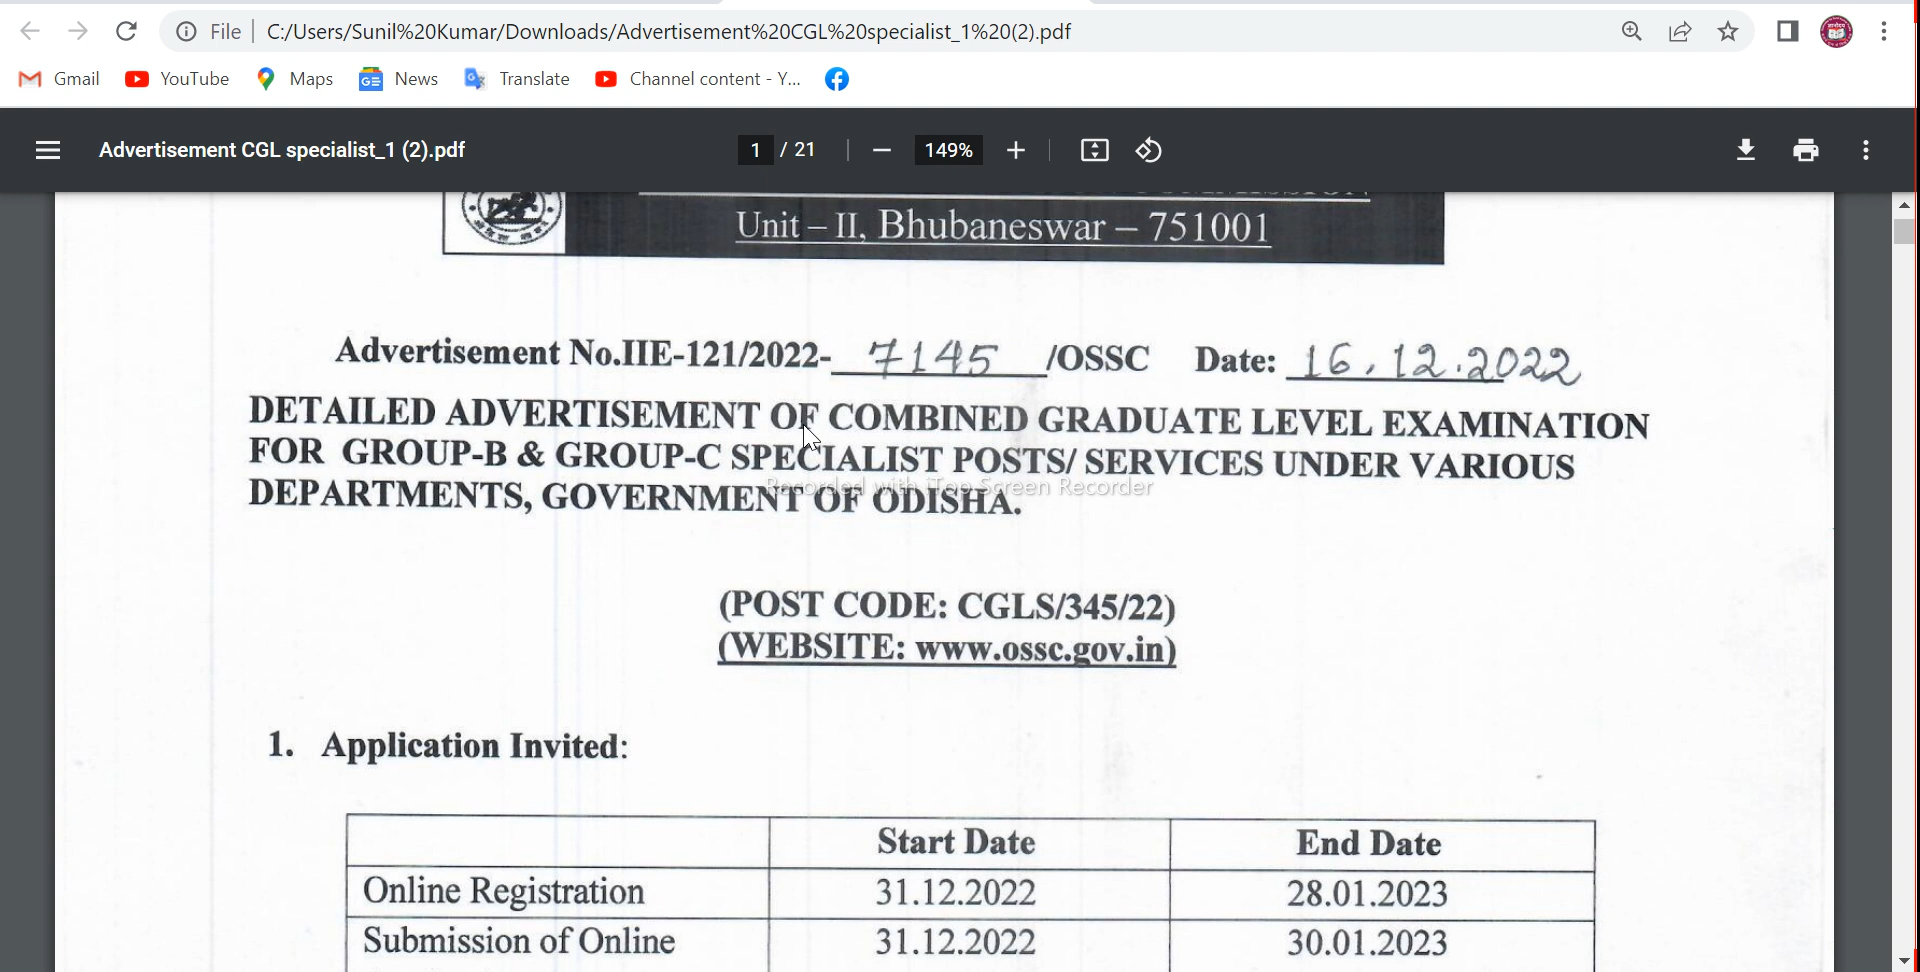 File C:/Users/Sunil%20Kumar/Downloads/Advertisement%20CGL%20specialist_1%20(2).pdf
Gmail YouTube Maps News Translate Channel content - Y...
Advertisement CGL specialist_1 (2).pdf 1 / 21 149%
Unit – II, Bhubaneswar – 751001
Advertisement No.IIE-121/2022- 7145 /OSSC Date: 16.12.2022
DETAILED ADVERTISEMENT OF COMBINED GRADUATE LEVEL EXAMINATION
FOR GROUP-B & GROUP-C SPECIALIST POSTS/ SERVICES UNDER VARIOUS
Recorded with iTop Screen Recorder
DEPARTMENTS, GOVERNMENT OF ODISHA.
(POST CODE: CGLS/345/22)
(WEBSITE: www.ossc.gov.in)
1. Application Invited:
Start Date End Date
Online Registration 31.12.2022 28.01.2023
Submission of Online 31.12.2022 30.01.2023